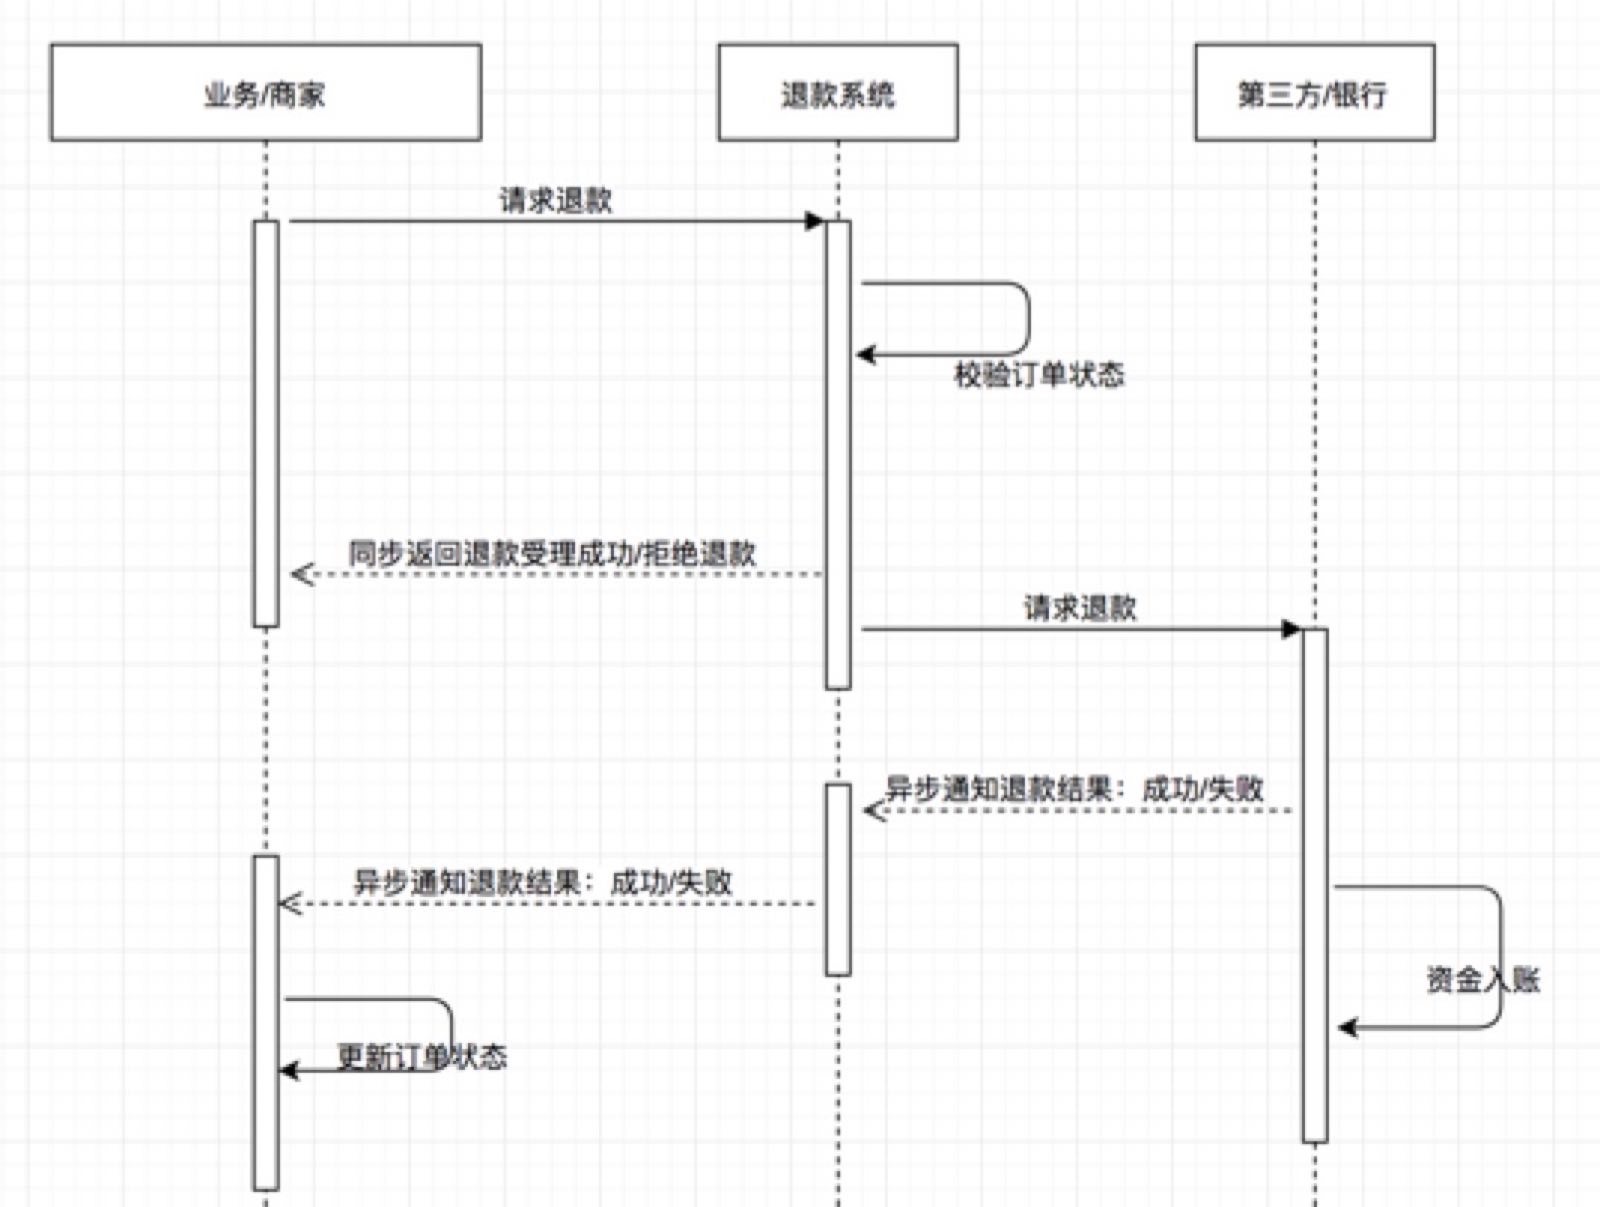 业务/商家
退款系统
第三方/银行
请求退款
校验订单状态
同步返回退款受理成功/拒绝退款
请求退款
异步通知退款结果：成功/失败
异步通知退款结果：成功/失败
资金入账
更新订单状态